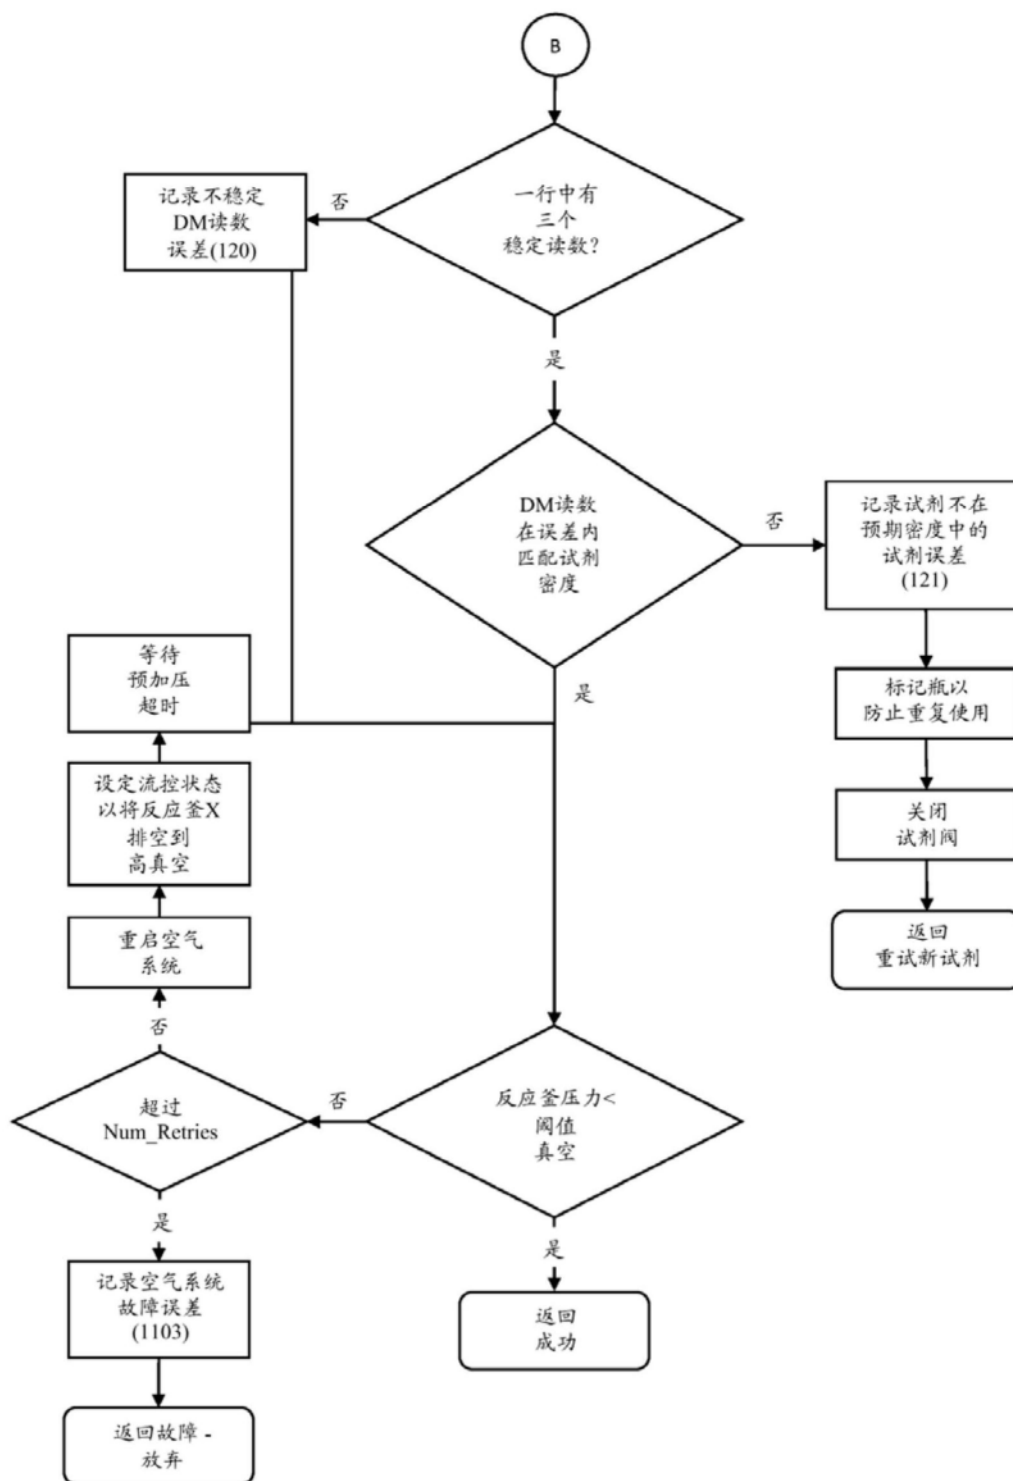 B
一行中有
三个
稳定读数?
否
记录不稳定
DM读数
误差(120)
是
DM读数
在误差内
匹配试剂
密度
否
记录试剂不在
预期密度中的
试剂误差
(121)
标记瓶以
防止重复使用
关闭
试剂阀
返回
重试新试剂
是
等待
预加压
超时
设定流控状态
以将反应釜X
排空到
高真空
重启空气
系统
否
超过
Num_Retries
否
反应釜压力<
阈值
真空
是
记录空气系统
故障误差
(1103)
返回故障 -
放弃
是
返回
成功